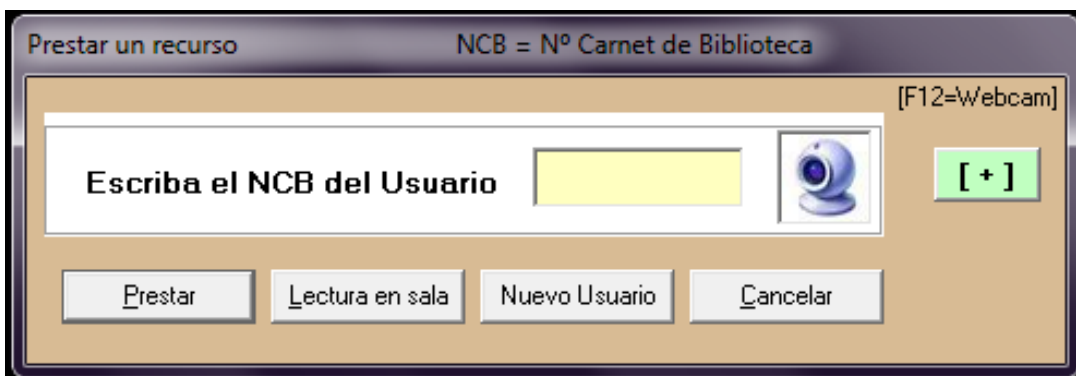 Prestar un recurso NCB = Nº Carnet de Biblioteca
[F12=Webcam]
Escriba el NCB del Usuario
[ + ]
Prestar Lectura en sala Nuevo Usuario Cancelar